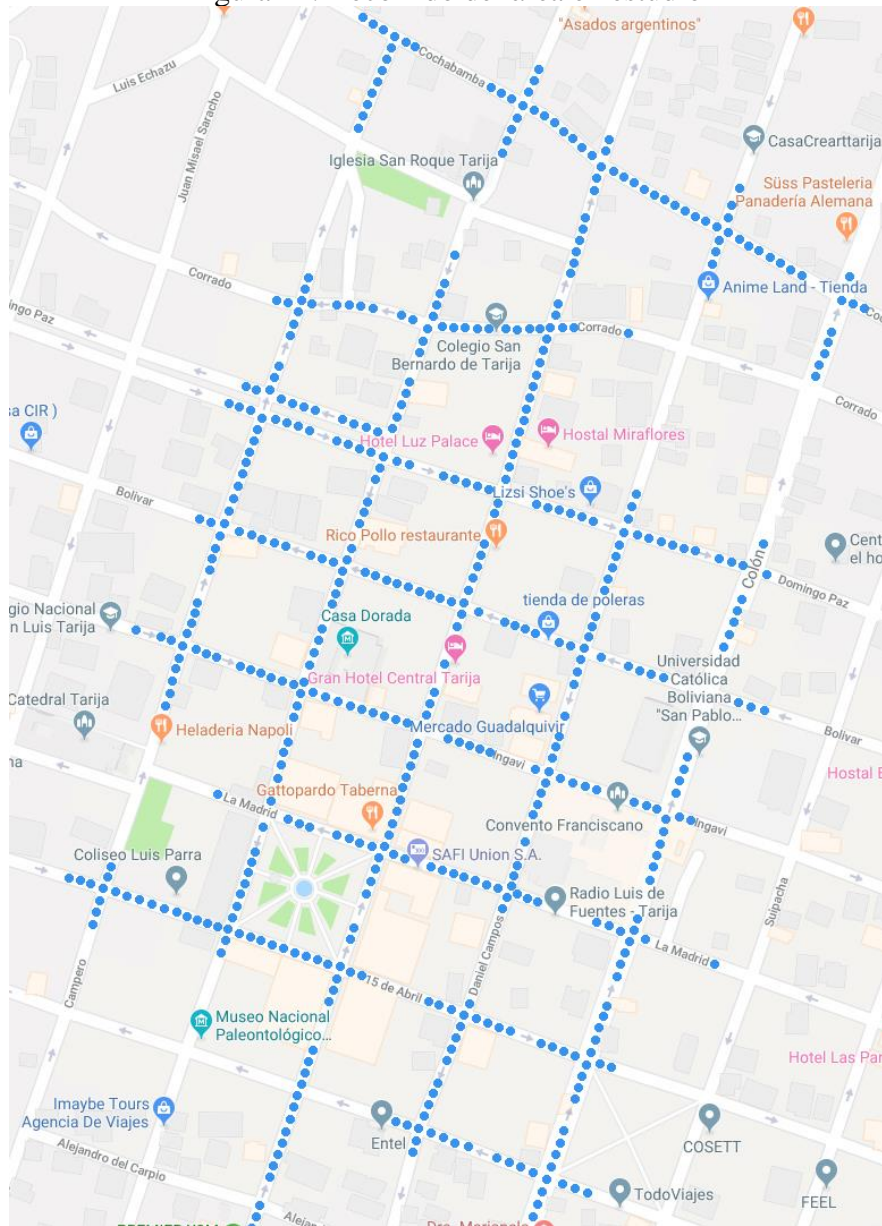 "Asados argentinos"
Cochabamba
Luis Echazu
Juan Misael Saracho
CasaCrearttarija
Iglesia San Roque Tarija
Süss Pasteleria
Panadería Alemana
Corrado
Anime Land - Tienda
Colegio San
Bernardo de Tarija
Corrado
Corrado
Hotel Luz Palace
Hostal Miraflores
Lizsi Shoe's
Bolivar
Rico Pollo restaurante
Colón
Domingo Paz
tienda de poleras
Casa Dorada
Gran Hotel Central Tarija
Universidad
Católica
Boliviana
"San Pablo...
Catedral Tarija
Heladeria Napoli
Mercado Guadalquivir
Bolivar
Ingavi
Gattopardo Taberna
La Madrid
Convento Franciscano
Ingavi
Coliseo Luis Parra
SAFI Union S.A.
Radio Luis de
Fuentes - Tarija
Suipacha
La Madrid
Campero
Daniel Campos
15 de Abril
Museo Nacional
Paleontológico...
Imaybe Tours
Agencia De Viajes
Entel
COSETT
Alejandro del Carpio
TodoViajes
FEEL